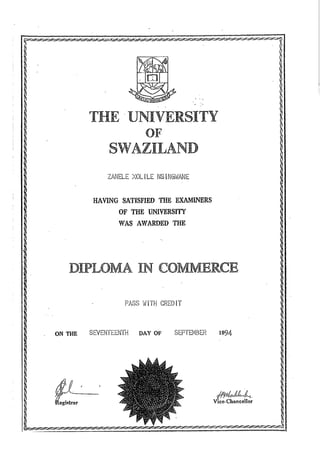 THE UNIVERSITY
OF
SWAZILAND
ZANELE XOLILE NSINGWANE
HAVING SATISFIED THE EXAMINERS
OF THE UNIVERSITY
WAS AWARDED THE
DIPLOMA IN COMMERCE
PASS WITH CREDIT
ON THE SEVENTEENTH DAY OF SEPTEMBER 1994
Registrar Vice-Chancellor